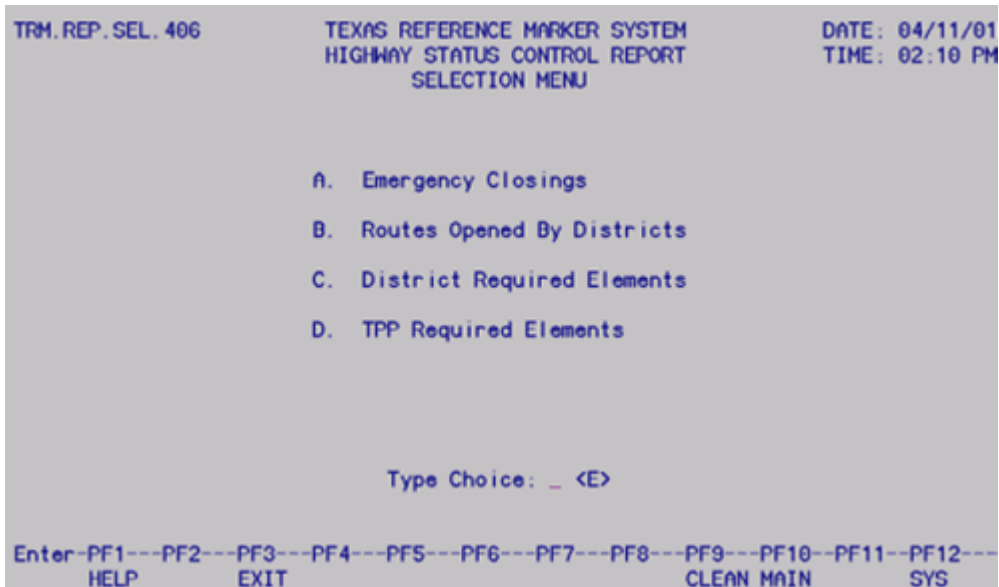 TRM.REP.SEL.406 TEXAS REFERENCE MARKER SYSTEM DATE: 04/11/01
HIGHWAY STATUS CONTROL REPORT TIME: 02:10 PM
SELECTION MENU
A. Emergency Closings
B. Routes Opened By Districts
C. District Required Elements
D. TPP Required Elements
Type Choice: _ <E>
Enter-PF1---PF2---PF3---PF4---PF5---PF6---PF7---PF8---PF9---PF10--PF11--PF12---
HELP EXIT CLEAN MAIN SYS